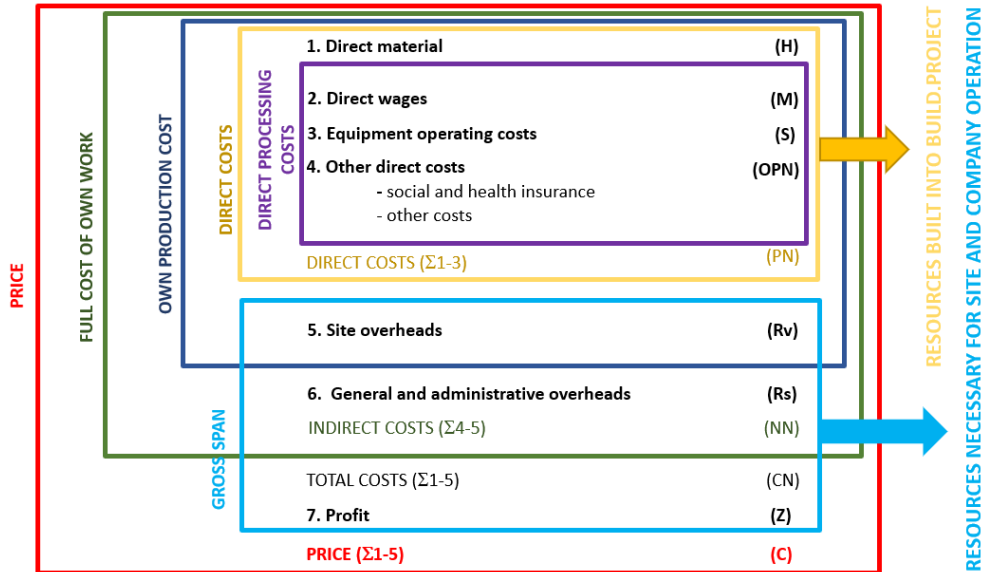 PRICE
FULL COST OF OWN WORK
OWN PRODUCTION COST
DIRECT COSTS
DIRECT PROCESSING
COSTS
1. Direct material (H)
2. Direct wages (M)
3. Equipment operating costs (S)
4. Other direct costs (OPN)
- social and health insurance
- other costs
DIRECT COSTS (Σ1-3) (PN)
GROSS SPAN
5. Site overheads (Rv)
6. General and administrative overheads (Rs)
INDIRECT COSTS (Σ4-5) (NN)
TOTAL COSTS (Σ1-5) (CN)
7. Profit (Z)
PRICE (Σ1-5) (C)
RESOURCES BUILT INTO BUILD.PROJECT
RESOURCES NECESSARY FOR SITE AND COMPANY OPERATION